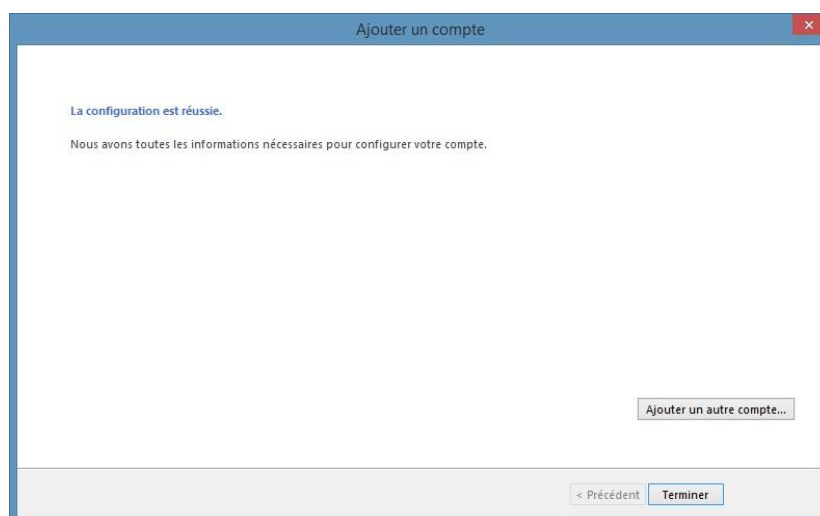 Ajouter un compte
La configuration est réussie.
Nous avons toutes les informations nécessaires pour configurer votre compte.
Ajouter un autre compte...
< Précédent
Terminer